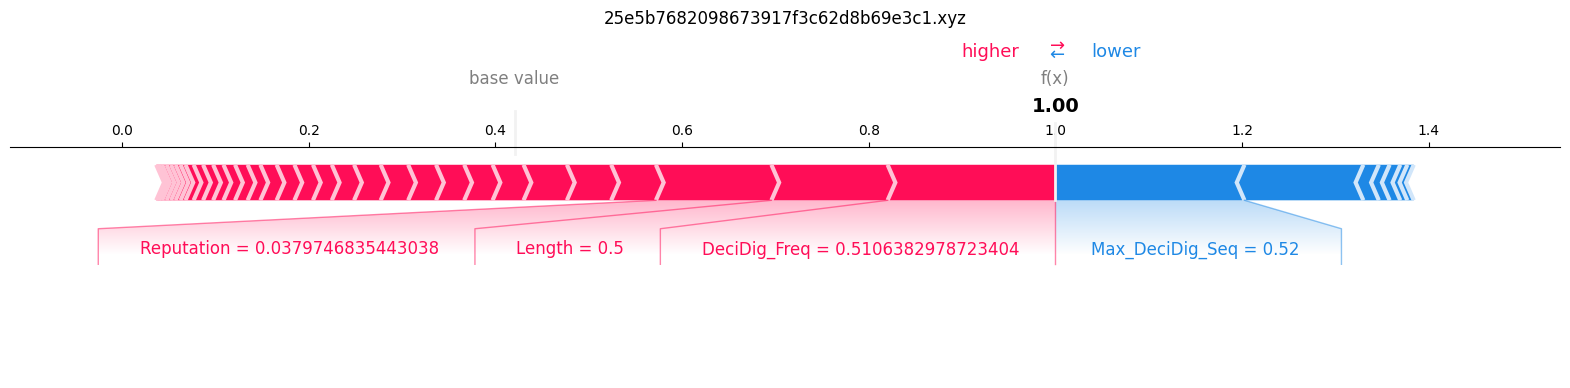 25e5b7682098673917f3c62d8b69e3c1.xyz
higher ⇄ lower
base value f(x)
1.00
0.0 0.2 0.4 0.6 0.8 1.0 1.2 1.4
Reputation = 0.0379746835443038 Length = 0.5 DeciDig_Freq = 0.5106382978723404 Max_DeciDig_Seq = 0.52